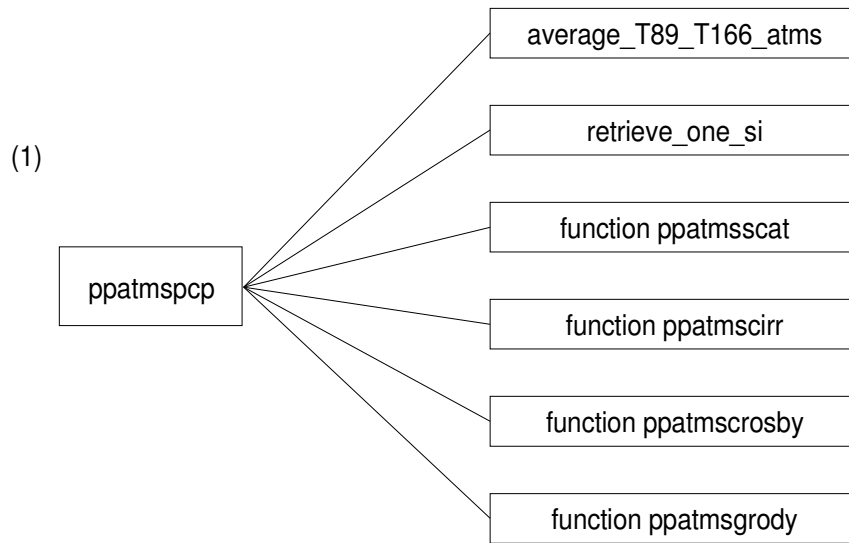 average_T89_T166_atms
retrieve_one_si
(1)
function ppatmsscat
ppatmspcp
function ppatmscirr
function ppatmscrosby
function ppatmsgrody